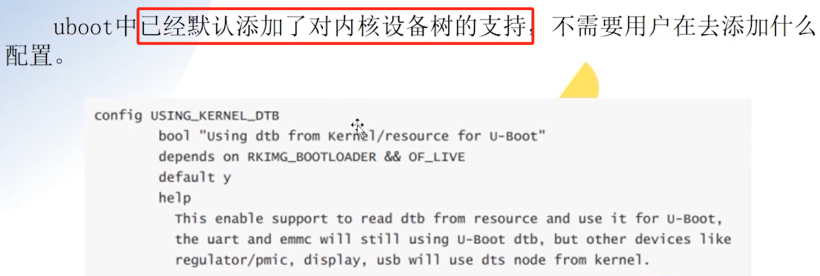 uboot中已经默认添加了对内核设备树的支持,不需要用户在去添加什么
配置。
config USING_KERNEL_DTB
bool "Using dtb from Kernel/resource for U-Boot"
depends on RKIMG_BOOTLOADER && OF_LIVE
default y
help
This enable support to read dtb from resource and use it for U-Boot,
the uart and emmc will still using U-Boot dtb, but other devices like
regulator/pmic, display, usb will use dts node from kernel.